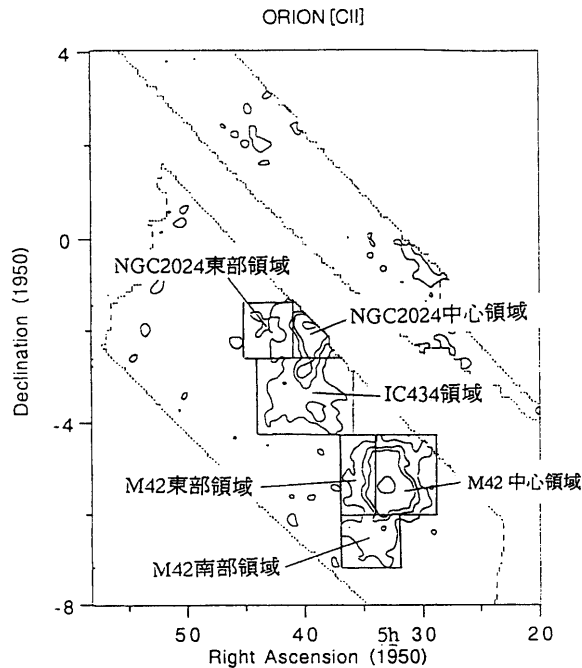 ORION [CII]
4
0
-4
-8
Declination (1950)
NGC2024東部領域
NGC2024中心領域
IC434領域
M42東部領域
M42中心領域
M42南部領域
50 40 5h 30 20
Right Ascension (1950)